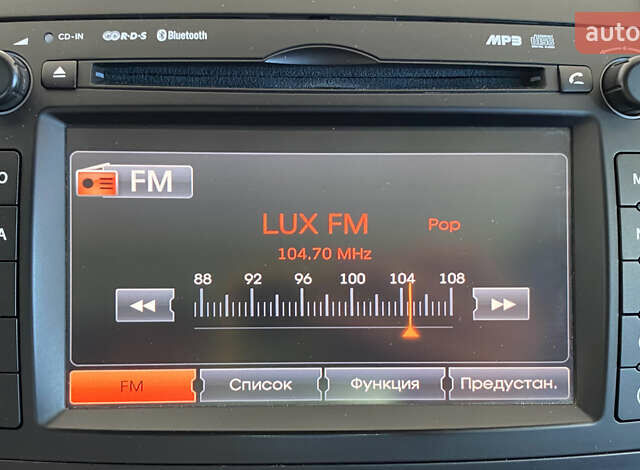 CD-IN R·D·S Bluetooth MP3 auto
FM
LUX FM Pop
104.70 MHz
88 92 96 100 104 108
FM Список Функция Предустан.